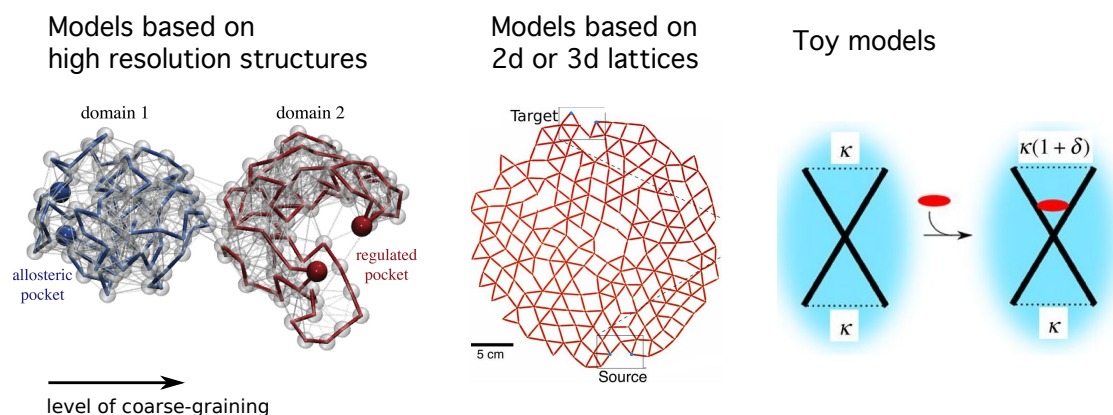 Models based on
high resolution structures
domain 1
domain 2
allosteric
pocket
regulated
pocket
level of coarse-graining
Models based on
2d or 3d lattices
Target
5 cm
Source
Toy models
κ
κ
κ(1 + δ)
κ